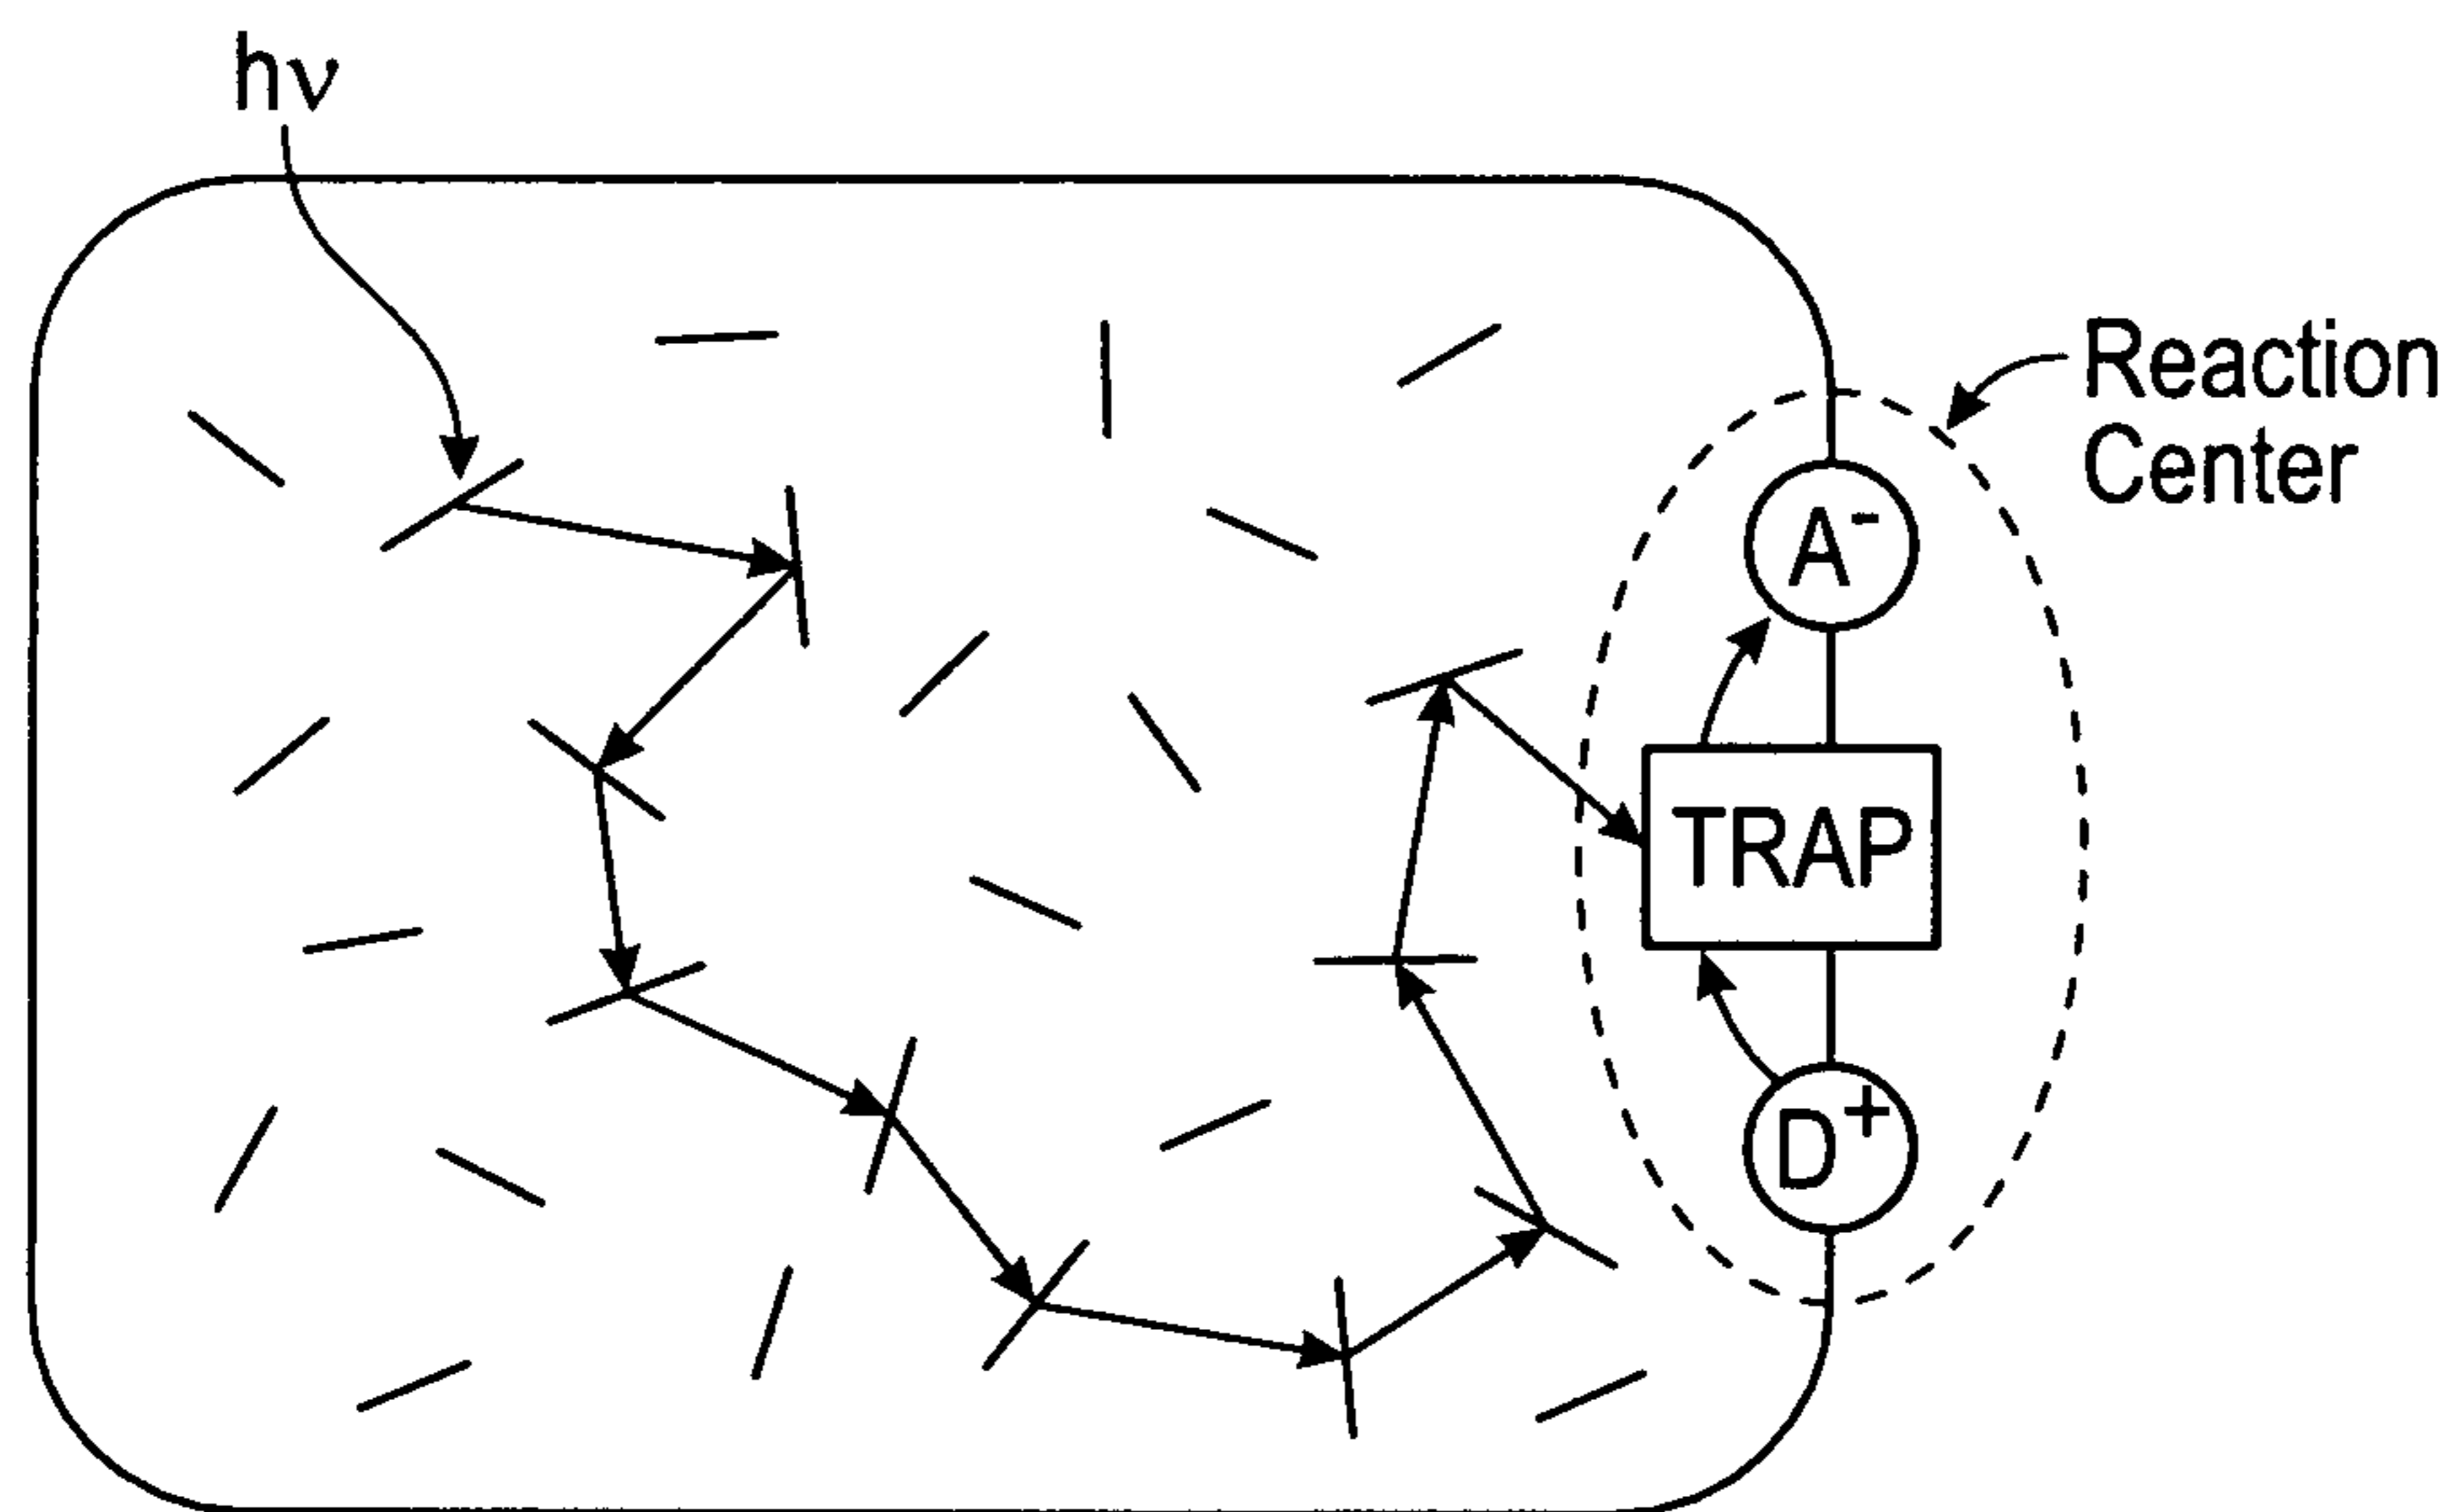 hν
Reaction
Center
A⁻
TRAP
D⁺